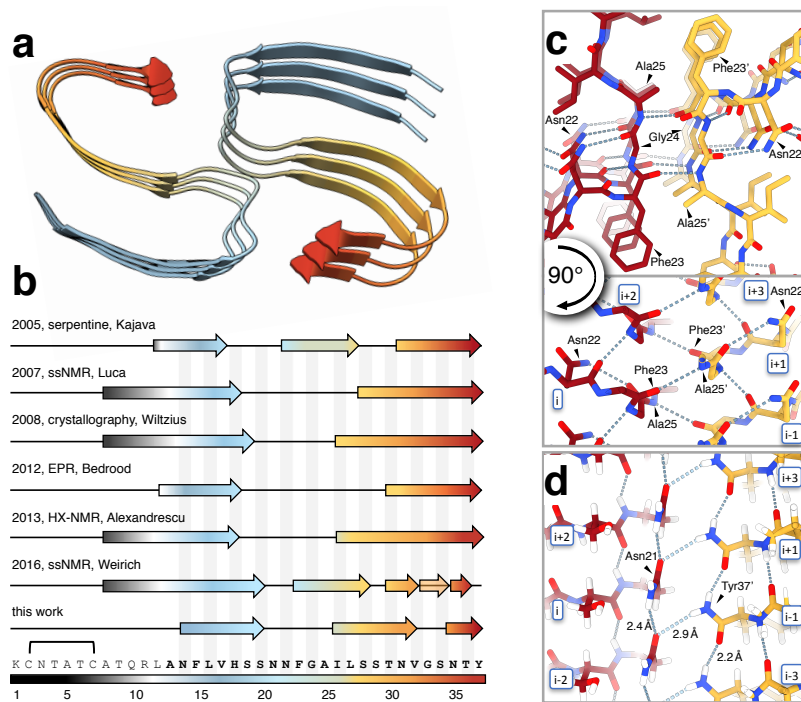 a
b
2005, serpentine, Kajava
2007, ssNMR, Luca
2008, crystallography, Wiltzius
2012, EPR, Bedrood
2013, HX-NMR, Alexandrescu
2016, ssNMR, Weirich
this work
K C N T A T C A T Q R L A N F L V H S S N N F G A I L S S T N V G S N T Y
1 5 10 15 20 25 30 35
c
Phe23'
Ala25
Asn22
Gly24
Asn22
Ala25'
Phe23
90°
i+2
i+3
Asn22
Asn22
Phe23'
Phe23
i+1
i
Ala25'
Ala25
i-1
d
i+3
i+2
Asn21
i+1
Tyr37'
i
2.4 Å
2.9 Å
i-1
2.2 Å
i-2
i-3